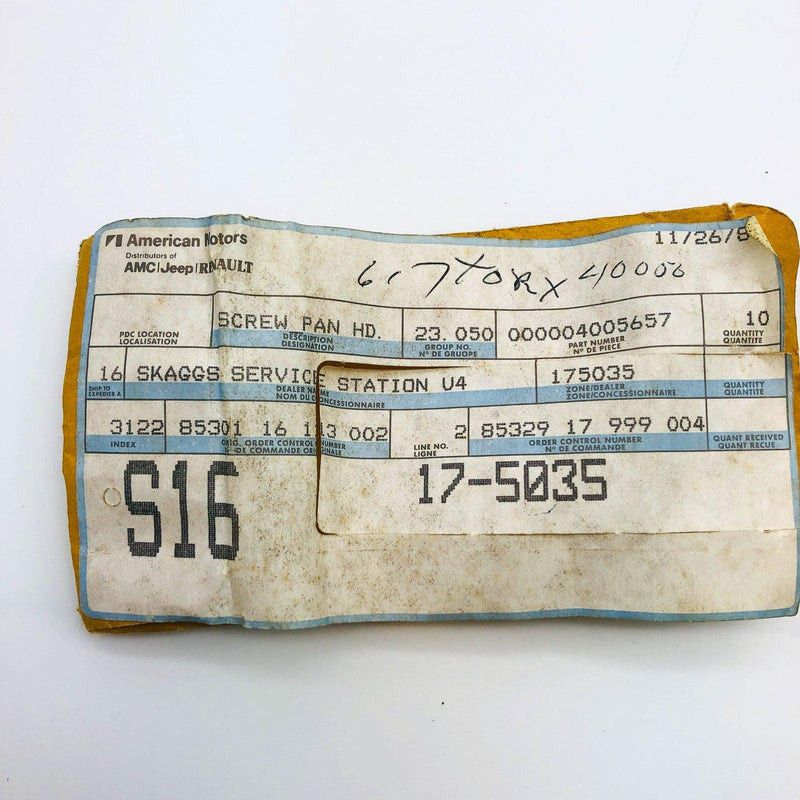 American Motors 11/26/8
Distributors of
AMC|Jeep|RENAULT
TORX 40000
SCREW PAN HD. 23.050 000004005657 10
PDC LOCATION DESCRIPTION GROUP NO. PART NUMBER QUANTITY
LOCALISATION DESIGNATION Nº DE GRUOPE Nº DE PIECE QUANTITE
16 SKAGGS SERVICE STATION U4 175035
SHIP TO DEALER NAME ZONE/DEALER QUANTITY
EXPEDIER A NOM DU CONCESSIONNAIRE ZONE/CONCESSIONNAIRE QUANTITE
3122 85301 16 113 002 2 85329 17 999 004
INDEX ORIG. ORDER CONTROL NUMBER LINE NO. ORDER CONTROL NUMBER QUANT RECEIVED
Nº DE COMMANDE ORIGINALE LIGNE Nº DE COMMANDE QUANT RECUE
S16 17-5035